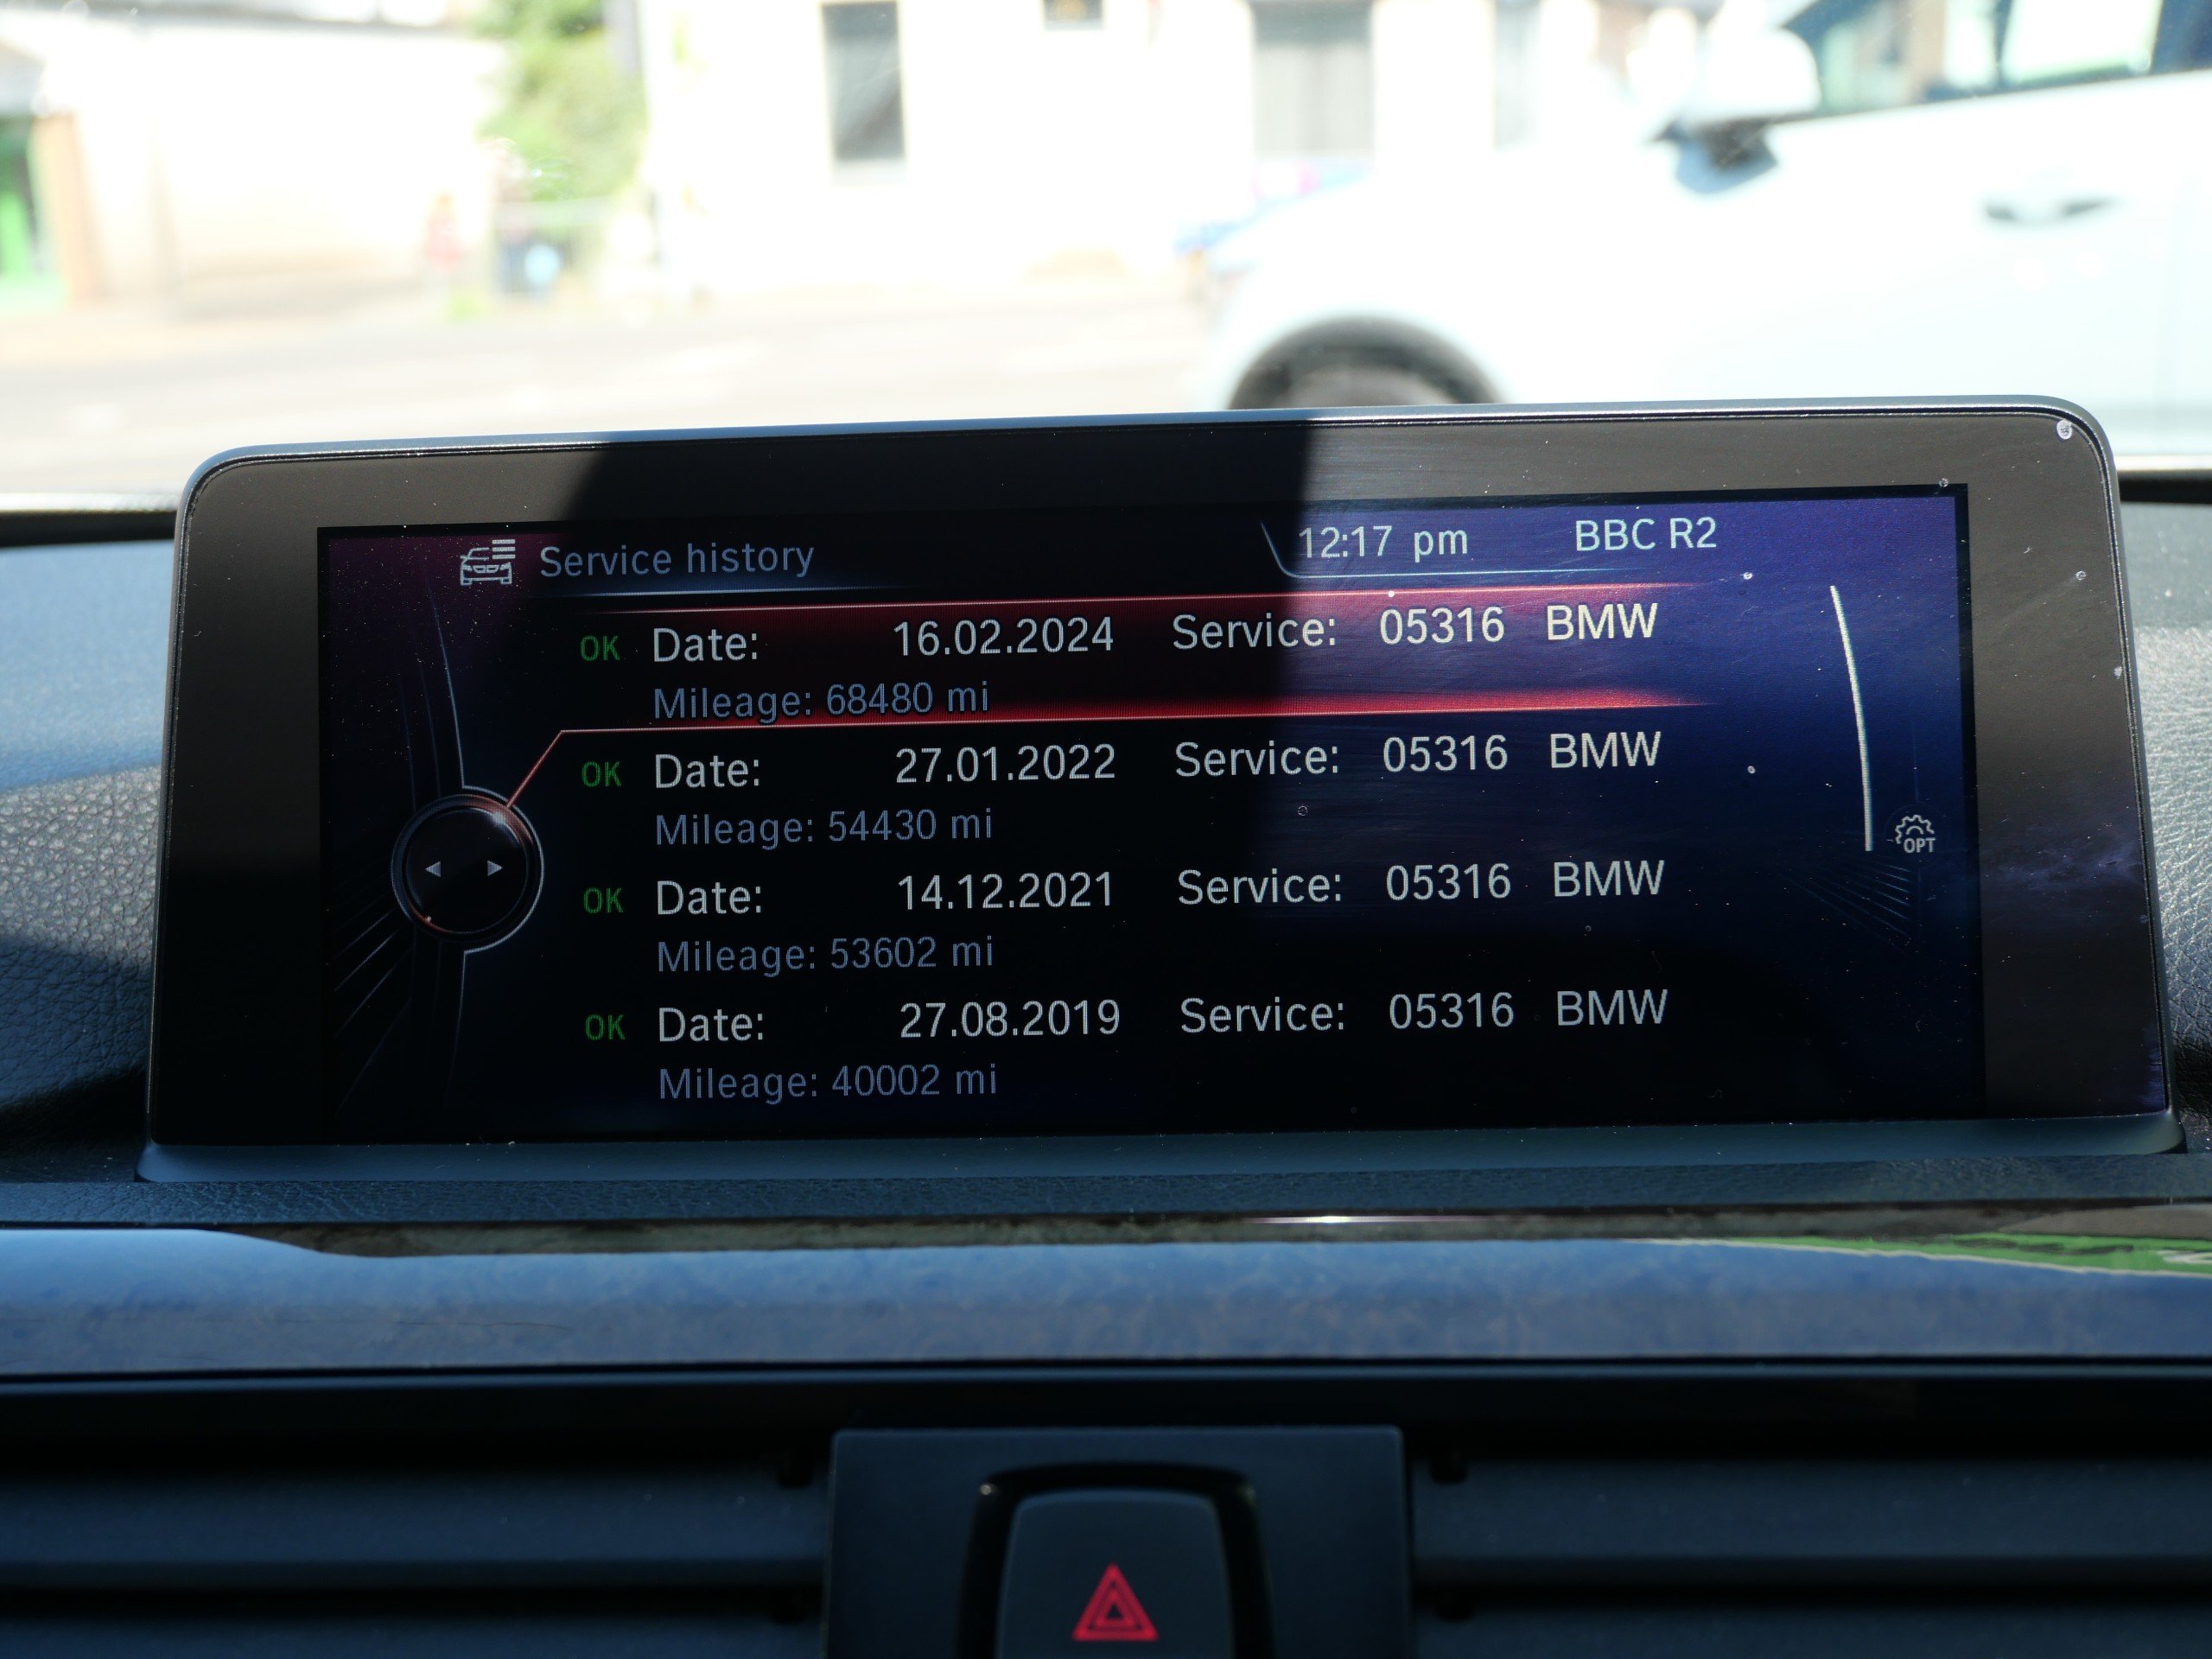 Service history
12:17 pm BBC R2
OK Date: 16.02.2024 Service: 05316 BMW
Mileage: 68480 mi
OK Date: 27.01.2022 Service: 05316 BMW
Mileage: 54430 mi
OK Date: 14.12.2021 Service: 05316 BMW
Mileage: 53602 mi
OPT
OK Date: 27.08.2019 Service: 05316 BMW
Mileage: 40002 mi